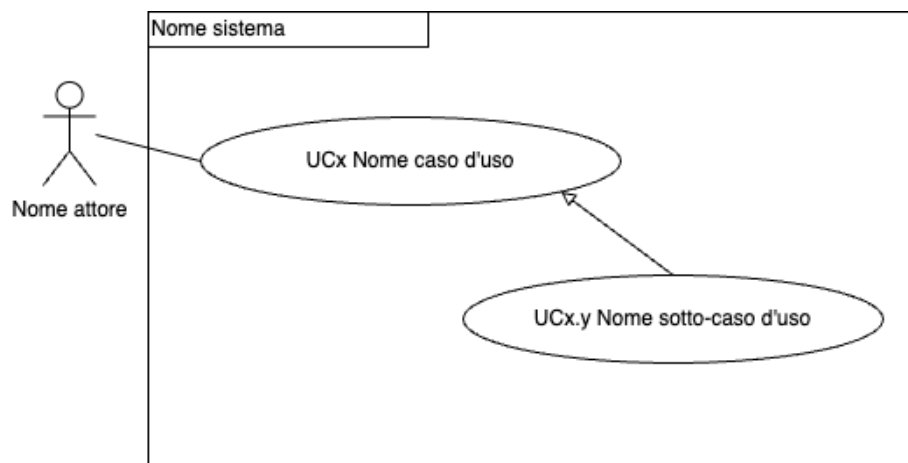 Nome sistema
UCx Nome caso d'uso
Nome attore
UCx.y Nome sotto-caso d'uso